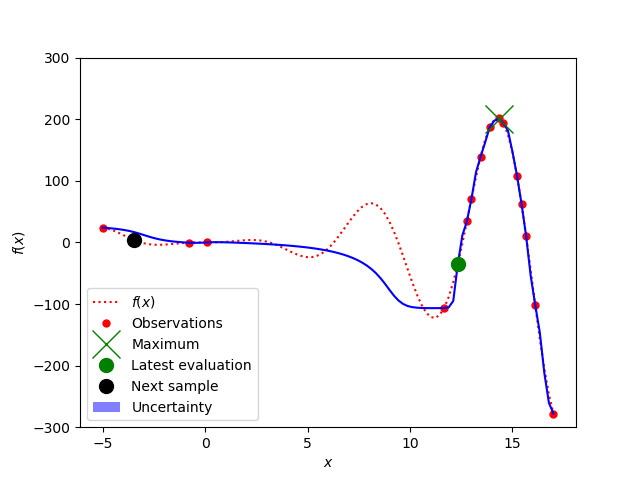 300
200
100
0
−100
−200
−300
f(x)
f(x)
Observations
Maximum
Latest evaluation
Next sample
Uncertainty
−5
0
5
10
15
x